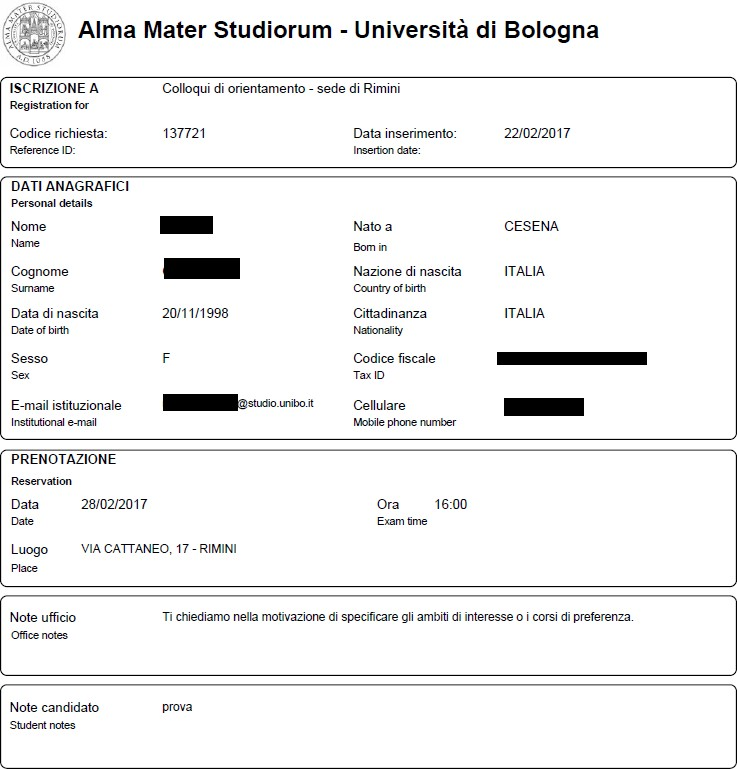 ALMA MATER STUDIORUM
A.D. 1088
Alma Mater Studiorum - Università di Bologna
ISCRIZIONE A Colloqui di orientamento - sede di Rimini
Registration for
Codice richiesta: 137721 Data inserimento: 22/02/2017
Reference ID: Insertion date:
DATI ANAGRAFICI
Personal details
Nome Nato a CESENA
Name Born in
Cognome Nazione di nascita ITALIA
Surname Country of birth
Data di nascita 20/11/1998 Cittadinanza ITALIA
Date of birth Nationality
Sesso F Codice fiscale
Sex Tax ID
E-mail istituzionale @studio.unibo.it Cellulare
Institutional e-mail Mobile phone number
PRENOTAZIONE
Reservation
Data 28/02/2017 Ora 16:00
Date Exam time
Luogo VIA CATTANEO, 17 - RIMINI
Place
Note ufficio Ti chiediamo nella motivazione di specificare gli ambiti di interesse o i corsi di preferenza.
Office notes
Note candidato prova
Student notes